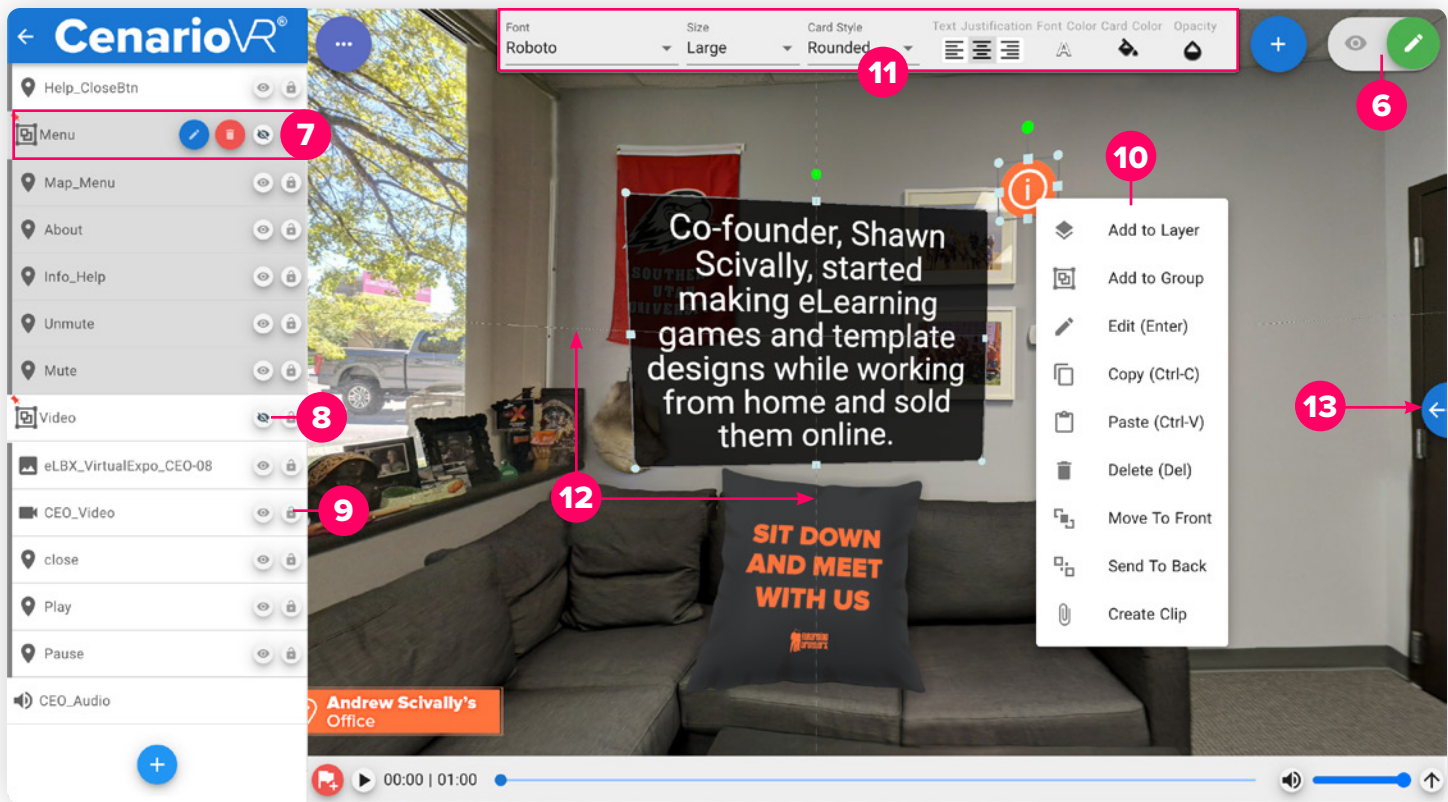 CenarioVR®
Help_CloseBtn
Menu
7
Map_Menu
About
Info_Help
Unmute
Mute
Video
8
eLBX_VirtualExpo_CEO-08
CEO_Video
9
close
Play
Pause
CEO_Audio
+
...
Font
Roboto
Size
Large
Card Style
Rounded
Text Justification
Font Color
A
Card Color
Opacity
11
+
6
10
i
SOUTHERN
UTAH
UNIVERSITY
Co-founder, Shawn
Scivally, started
making eLearning
games and template
designs while working
from home and sold
them online.
Add to Layer
Add to Group
Edit (Enter)
Copy (Ctrl-C)
Paste (Ctrl-V)
Delete (Del)
Move To Front
Send To Back
Create Clip
13
12
SIT DOWN
AND MEET
WITH US
Andrew Scivally's
Office
00:00 | 01:00